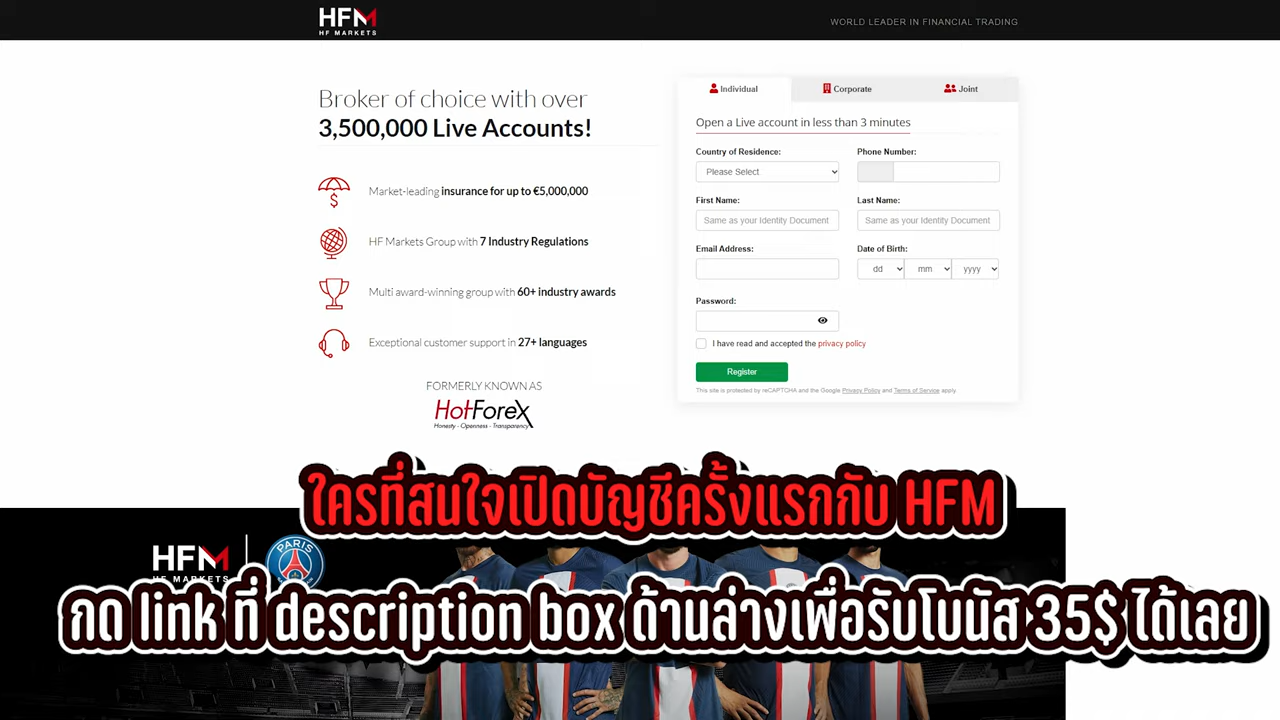 HFM
HF MARKETS
WORLD LEADER IN FINANCIAL TRADING
Broker of choice with over
3,500,000 Live Accounts!
Market-leading insurance for up to €5,000,000
HF Markets Group with 7 Industry Regulations
Multi award-winning group with 60+ industry awards
Exceptional customer support in 27+ languages
FORMERLY KNOWN AS
HotForex
Honesty - Openness - Transparency
Individual Corporate Joint
Open a Live account in less than 3 minutes
Country of Residence: Phone Number:
Please Select
First Name: Last Name:
Same as your Identity Document Same as your Identity Document
Email Address: Date of Birth:
dd mm yyyy
Password:
I have read and accepted the privacy policy
Register
This site is protected by reCAPTCHA and the Google Privacy Policy and Terms of Service apply.
ใครที่สนใจเปิดบัญชีครั้งแรกกับ HFM
HFM
HF MARKETS
PARIS
กด link ที่ description box ด้านล่างเพื่อรับโบนัส 35$ ได้เลย